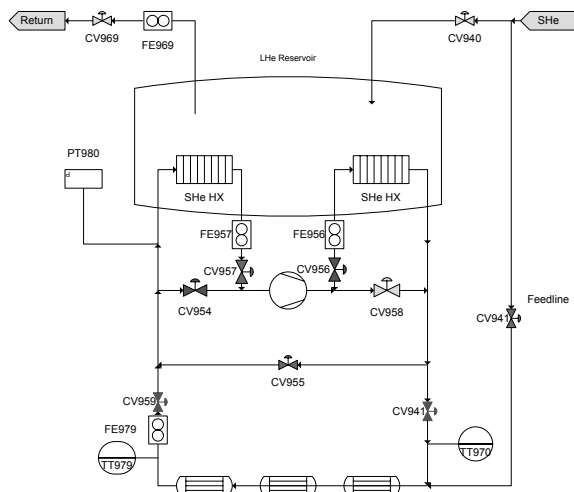 Return
SHe
CV969
FE969
CV940
LHe Reservoir
PT980
P
SHe HX
SHe HX
FE957
FE956
CV957
CV956
CV954
CV958
Feedline
CV941
CV955
CV959
CV941
FE979
TT979
TT970